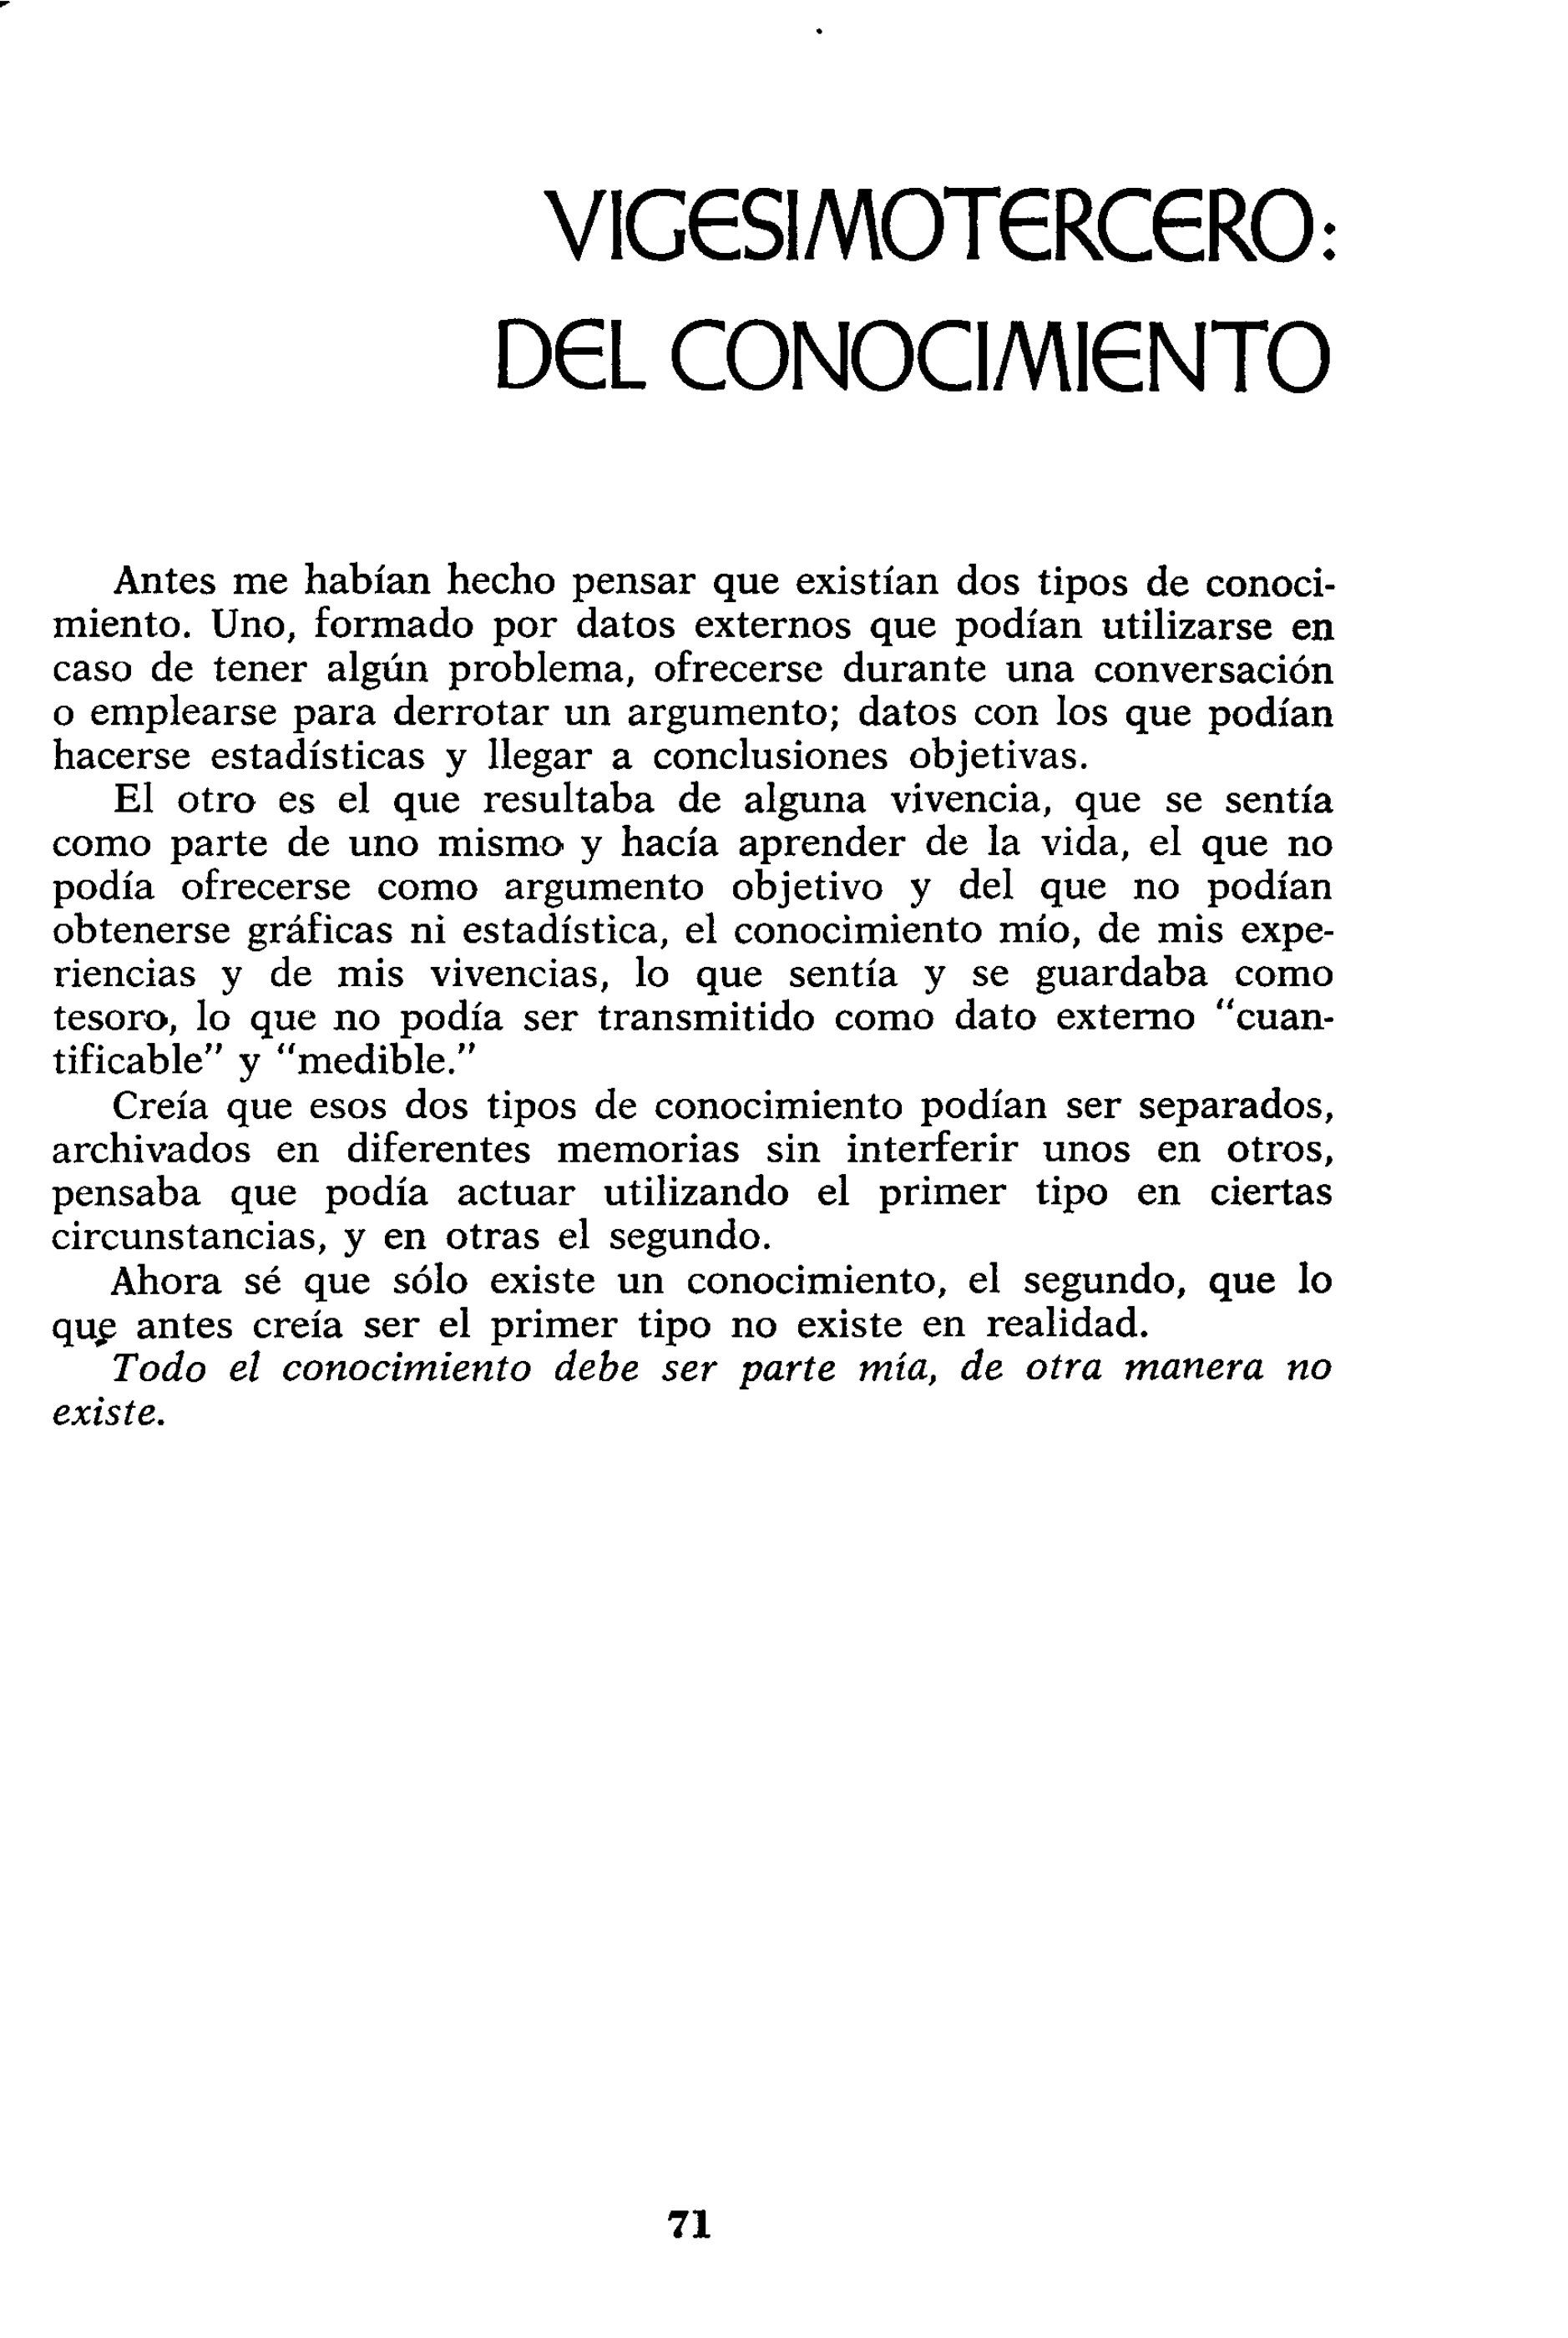 VIGESIMOTERCERO:
DEL CONOCIMIENTO
Antes me habían hecho pensar que existían dos tipos de conoci-
miento. Uno, formado por datos externos que podían utilizarse en
caso de tener algún problema, ofrecerse durante una conversación
o emplearse para derrotar un argumento; datos con los que podían
hacerse estadísticas y llegar a conclusiones objetivas.
El otro es el que resultaba de alguna vivencia, que se sentía
como parte de uno mismo y hacía aprender de la vida, el que no
podía ofrecerse como argumento objetivo y del que no podían
obtenerse gráficas ni estadística, el conocimiento mío, de mis expe-
riencias y de mis vivencias, lo que sentía y se guardaba como
tesoro, lo que no podía ser transmitido como dato externo "cuan-
tificable" y "medible."
Creía que esos dos tipos de conocimiento podían ser separados,
archivados en diferentes memorias sin interferir unos en otros,
pensaba que podía actuar utilizando el primer tipo en ciertas
circunstancias, y en otras el segundo.
Ahora sé que sólo existe un conocimiento, el segundo, que lo
que antes creía ser el primer tipo no existe en realidad.
Todo el conocimiento debe ser parte mía, de otra manera no
existe.
71